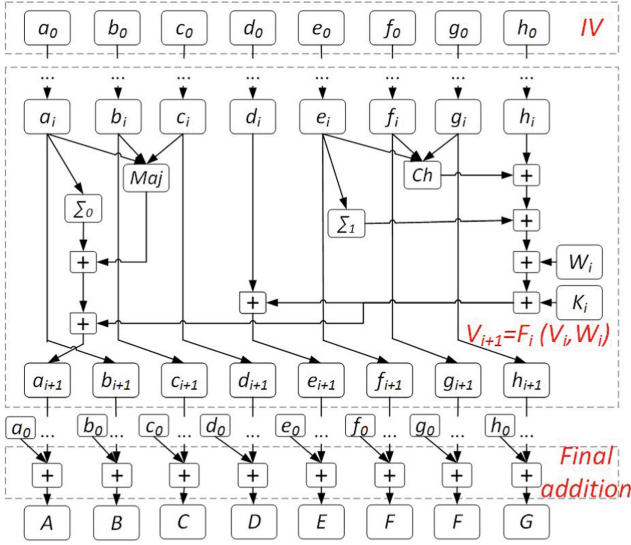 a0 b0 c0 d0 e0 f0 g0 h0 IV
... ... ... ... ... ... ... ...
ai bi ci di ei fi gi hi
Maj Ch +
∑0 ∑1 +
+ + Wi
+ + + Ki
Vi+1=Fi (Vi,Wi)
ai+1 bi+1 ci+1 di+1 ei+1 fi+1 gi+1 hi+1
a0 ... b0 ... c0 ... d0 ... e0 ... f0 ... g0 ... h0 ...
Final
addition
+ + + + + + + +
A B C D E F F G